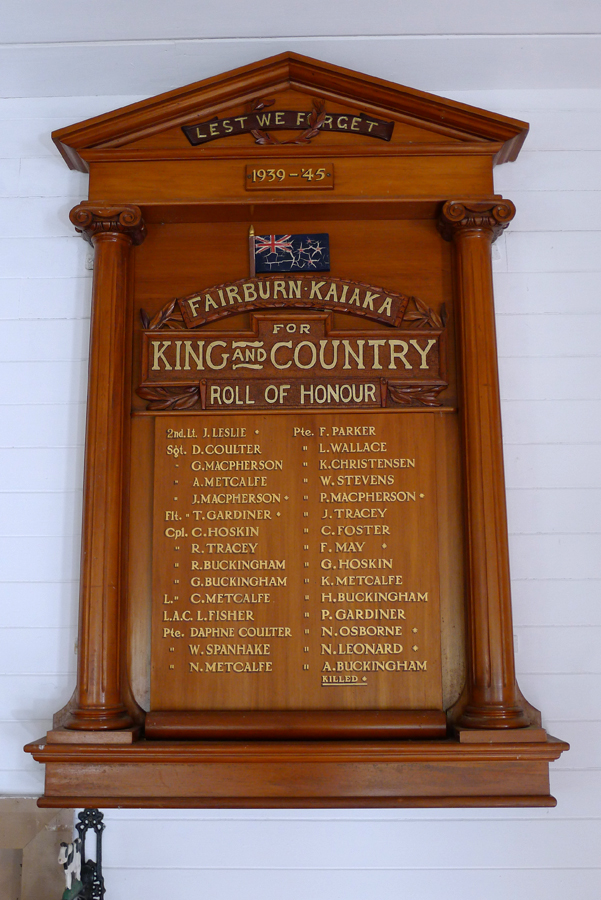 LEST WE FORGET
1939-'45
FAIRBURN·KAIAKA
FOR
KING AND COUNTRY
ROLL OF HONOUR
2nd.Lt. J. LESLIE •
Sgt. D. COULTER
" G. MACPHERSON
" A. METCALFE
" J. MACPHERSON •
Flt. " T. GARDINER •
Cpl. C. HOSKIN
" R. TRACEY
" R. BUCKINGHAM
" G. BUCKINGHAM
L. " C. METCALFE
L.A.C. L. FISHER
Pte. DAPHNE COULTER
" W. SPANHAKE
" N. METCALFE
Pte. F. PARKER
" L. WALLACE
" K. CHRISTENSEN
" W. STEVENS
" P. MACPHERSON •
" J. TRACEY
" C. FOSTER
" F. MAY •
" G. HOSKIN
" K. METCALFE
" H. BUCKINGHAM
" P. GARDINER
" N. OSBORNE •
" N. LEONARD •
" A. BUCKINGHAM
KILLED •